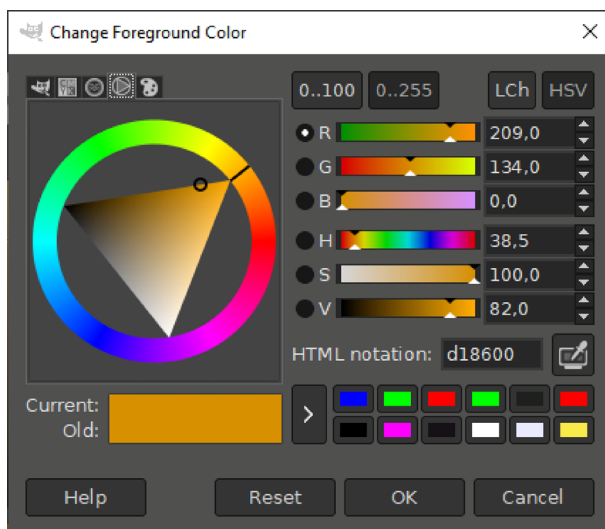 Change Foreground Color
0..100 0..255 LCh HSV
R 209,0
G 134,0
B 0,0
H 38,5
S 100,0
V 82,0
HTML notation: d18600
Current:
Old:
Help Reset OK Cancel